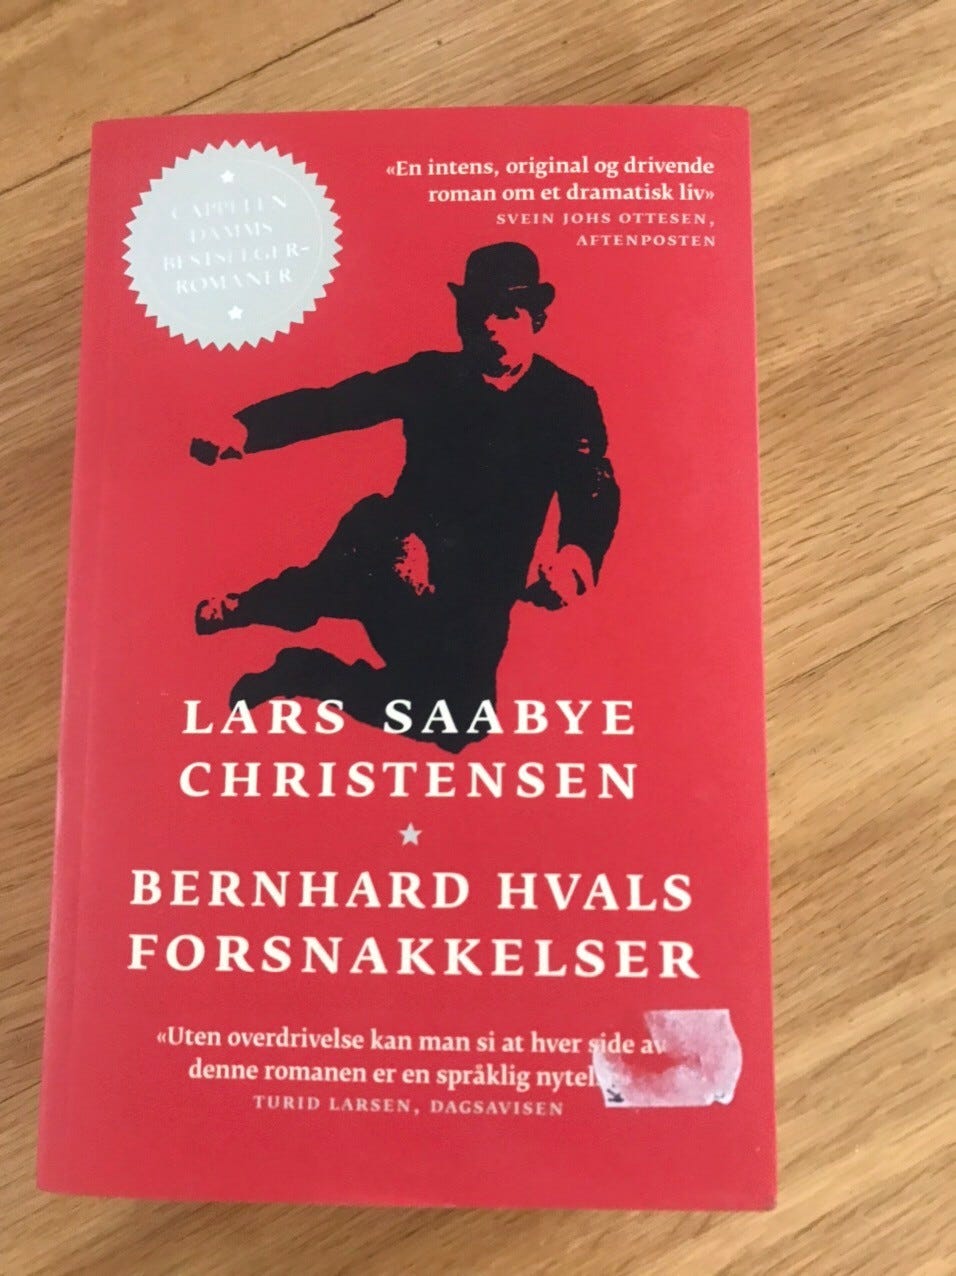 CAPPELEN
DAMMS
BESTSELGER-
ROMANER
«En intens, original og drivende
roman om et dramatisk liv»
SVEIN JOHS OTTESEN,
AFTENPOSTEN
LARS SAABYE
CHRISTENSEN
BERNHARD HVALS
FORSNAKKELSER
«Uten overdrivelse kan man si at hver side av
denne romanen er en språklig
TURID LARSEN, DAGSAVISEN